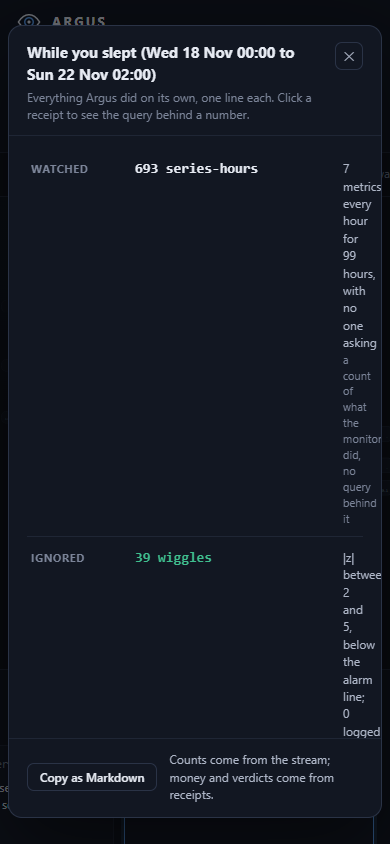 ARGUS
While you slept (Wed 18 Nov 00:00 to
Sun 22 Nov 02:00)
Everything Argus did on its own, one line each. Click a
receipt to see the query behind a number.
WATCHED
693 series-hours
7
metrics
every
hour
for
99
hours,
with
no
one
asking
a
count
of
what
the
monitor
did,
no
query
behind
it
IGNORED
39 wiggles
|z|
betwee
2
and
5,
below
the
alarm
line;
0
logged
Copy as Markdown
Counts come from the stream;
money and verdicts come from
receipts.